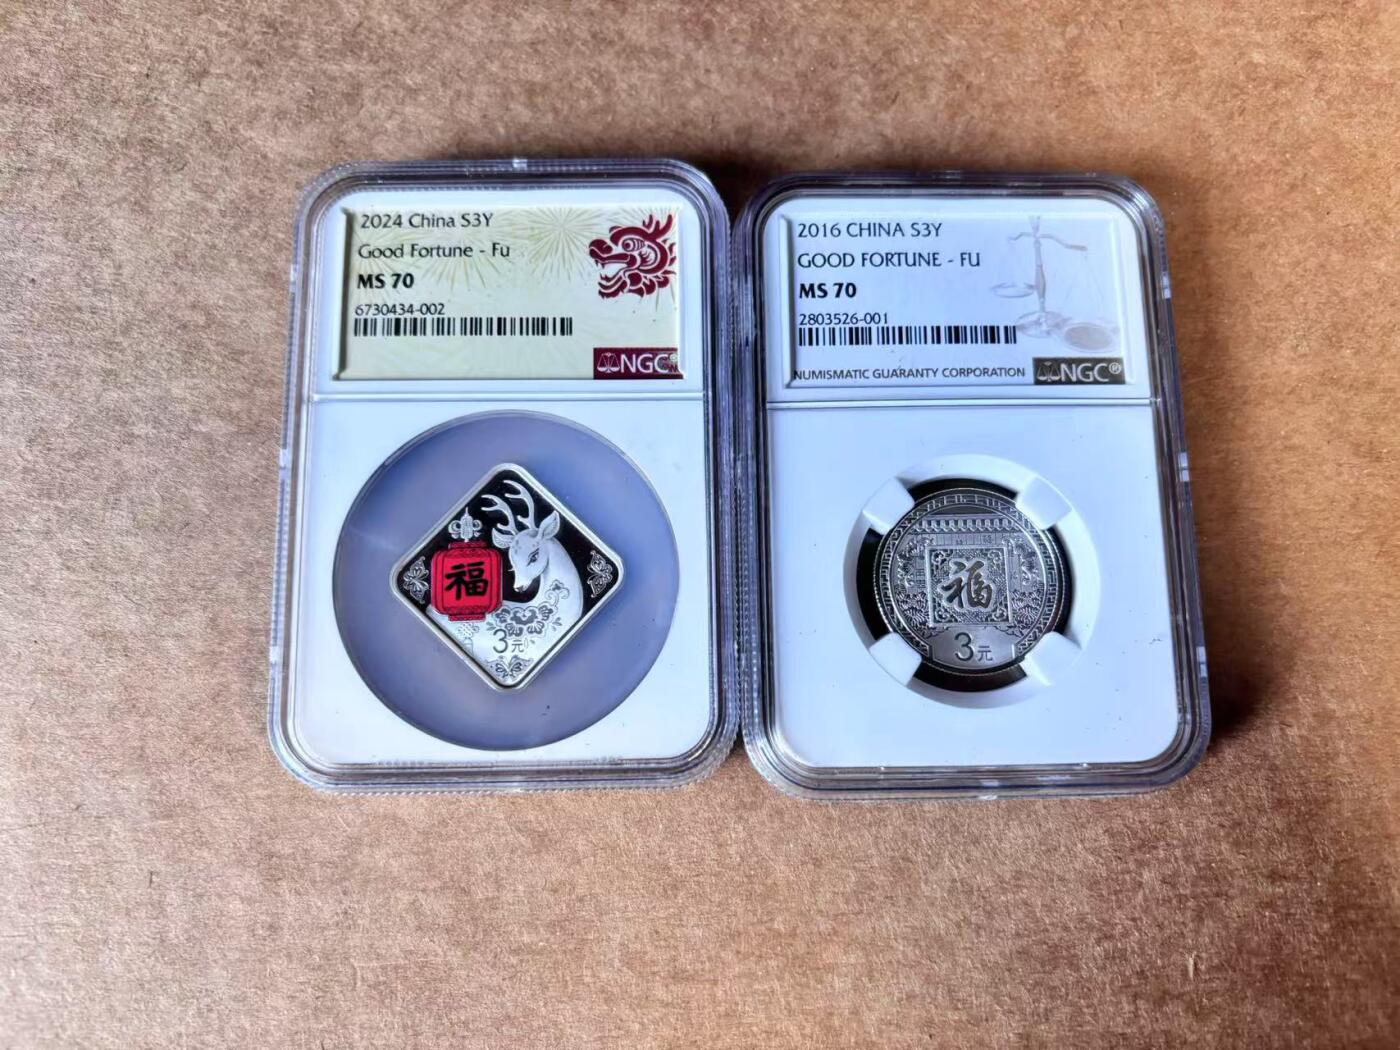 2024 China S3Y
Good Fortune - Fu
MS 70
6730434-002
NGC®
福
3元
2016 CHINA S3Y
GOOD FORTUNE - FU
MS 70
2803526-001
NUMISMATIC GUARANTY CORPORATION NGC®
福
3元